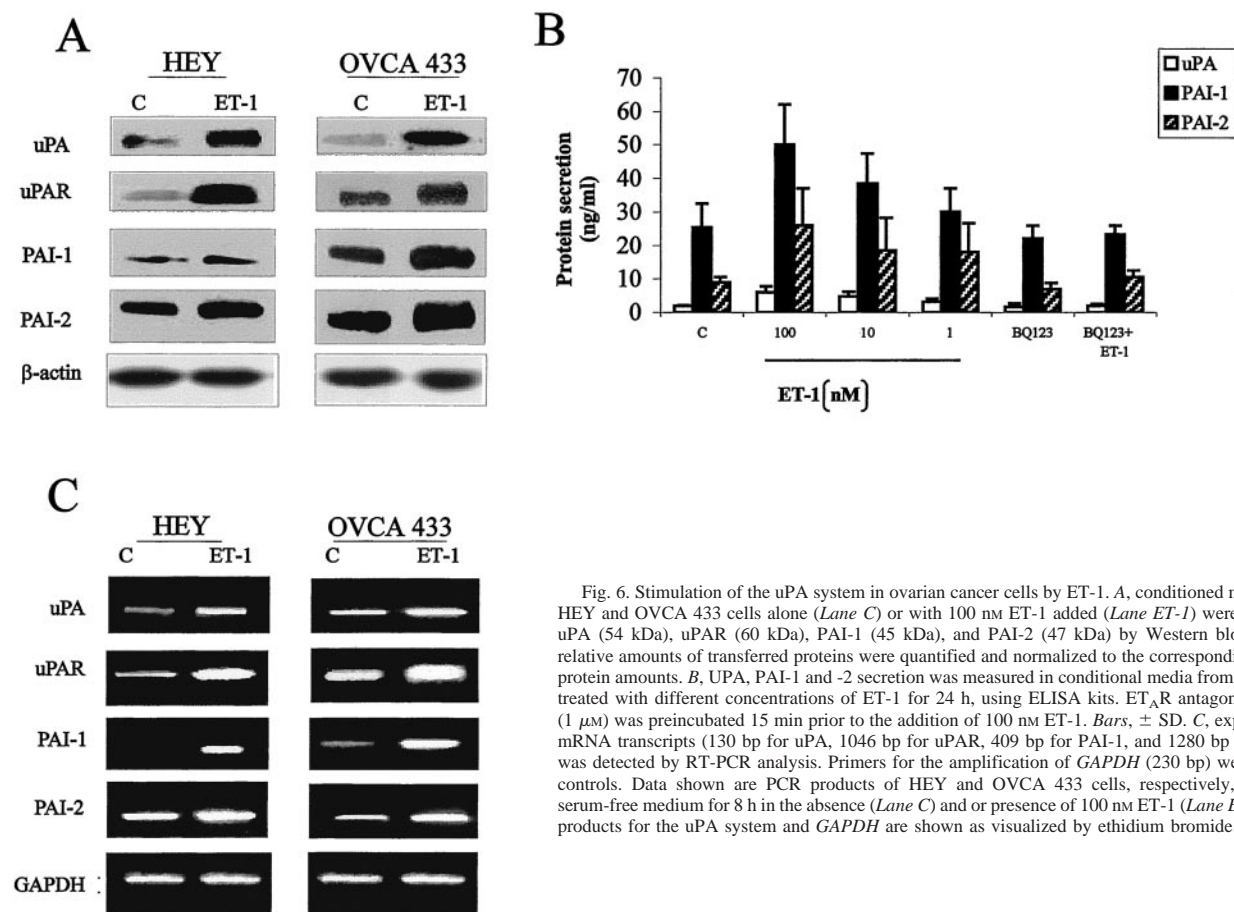 A
HEY
OVCA 433
C ET-1
C ET-1
uPA
uPAR
PAI-1
PAI-2
β-actin
B
uPA
PAI-1
PAI-2
Protein secretion
(ng/ml)
70
60
50
40
30
20
10
0
C 100 10 1 BQ123 BQ123+
ET-1
ET-1(nM)
C
HEY
OVCA 433
C ET-1
C ET-1
uPA
uPAR
PAI-1
PAI-2
GAPDH :
Fig. 6. Stimulation of the uPA system in ovarian cancer cells by ET-1. A, conditioned
HEY and OVCA 433 cells alone (Lane C) or with 100 nM ET-1 added (Lane ET-1) were
uPA (54 kDa), uPAR (60 kDa), PAI-1 (45 kDa), and PAI-2 (47 kDa) by Western
relative amounts of transferred proteins were quantified and normalized to the
protein amounts. B, UPA, PAI-1 and -2 secretion was measured in conditional media from
treated with different concentrations of ET-1 for 24 h, using ELISA kits. ETAR
(1 μM) was preincubated 15 min prior to the addition of 100 nM ET-1. Bars, ± SD. C,
mRNA transcripts (130 bp for uPA, 1046 bp for uPAR, 409 bp for PAI-1, and 1280 bp
was detected by RT-PCR analysis. Primers for the amplification of GAPDH (230 bp)
controls. Data shown are PCR products of HEY and OVCA 433 cells, respectively,
serum-free medium for 8 h in the absence (Lane C) and or presence of 100 nM ET-1 (Lane
products for the uPA system and GAPDH are shown as visualized by ethidium bromide